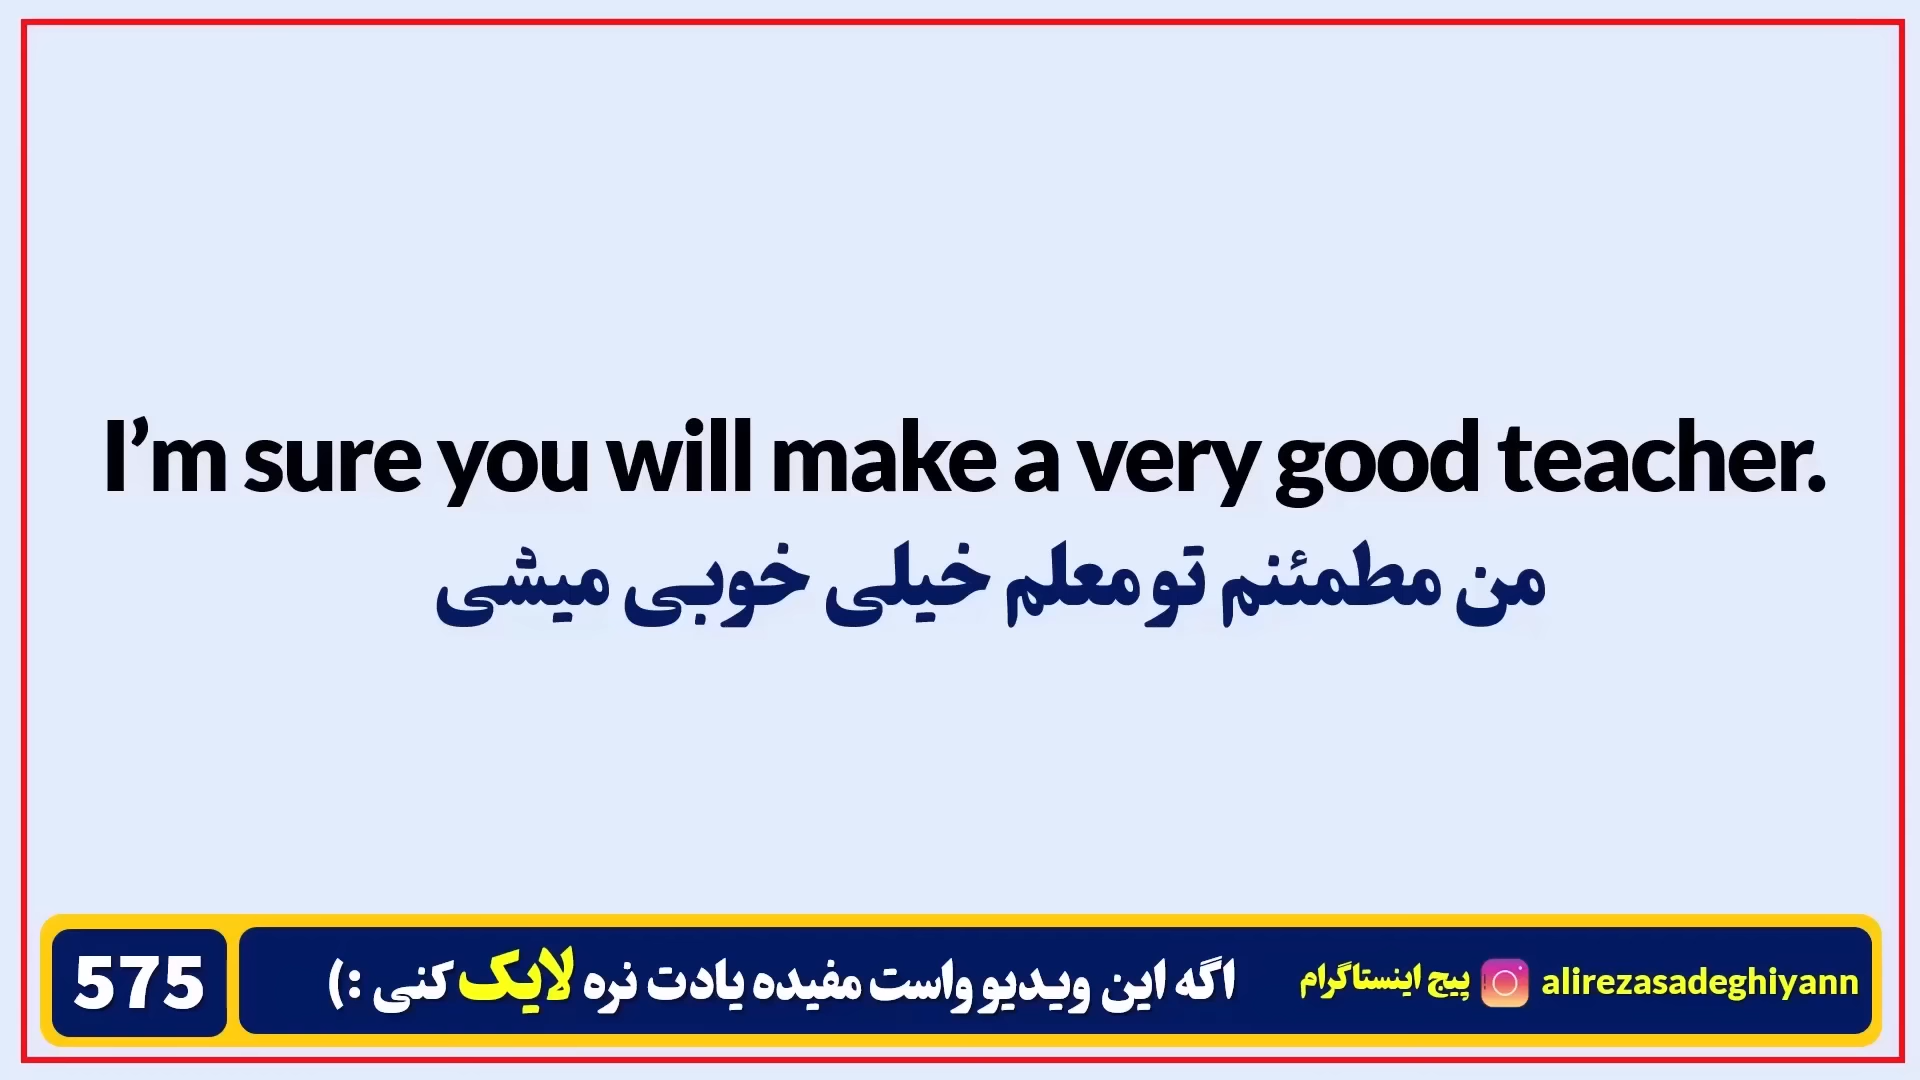 I’m sure you will make a very good teacher.
من مطمئنم تو معلم خیلی خوبی میشی
575
اگه این ویدیو واست مفیده یادت نره لایک کنی :)
پیج اینستاگرام alirezasadeghiyann